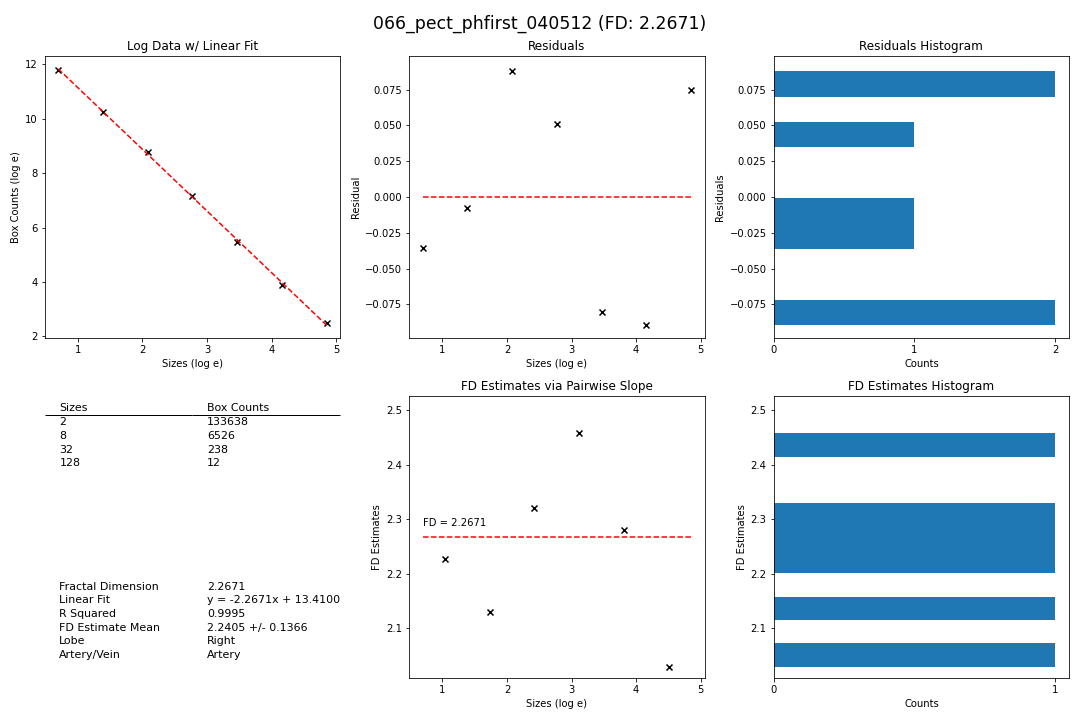 066_pect_phfirst_040512 (FD: 2.2671)
Log Data w/ Linear Fit
12
10
8
6
4
2
Box Counts (log e)
1 2 3 4 5
Sizes (log e)
Residuals
0.075
0.050
0.025
0.000
−0.025
−0.050
−0.075
Residual
1 2 3 4 5
Sizes (log e)
Residuals Histogram
0.075
0.050
0.025
0.000
−0.025
−0.050
−0.075
Residuals
0 1 2
Counts
Sizes Box Counts
2 133638
8 6526
32 238
128 12
Fractal Dimension 2.2671
Linear Fit y = -2.2671x + 13.4100
R Squared 0.9995
FD Estimate Mean 2.2405 +/- 0.1366
Lobe Right
Artery/Vein Artery
FD Estimates via Pairwise Slope
2.5
2.4
2.3
2.2
2.1
FD Estimates
FD = 2.2671
1 2 3 4 5
Sizes (log e)
FD Estimates Histogram
2.5
2.4
2.3
2.2
2.1
FD Estimates
0 1
Counts